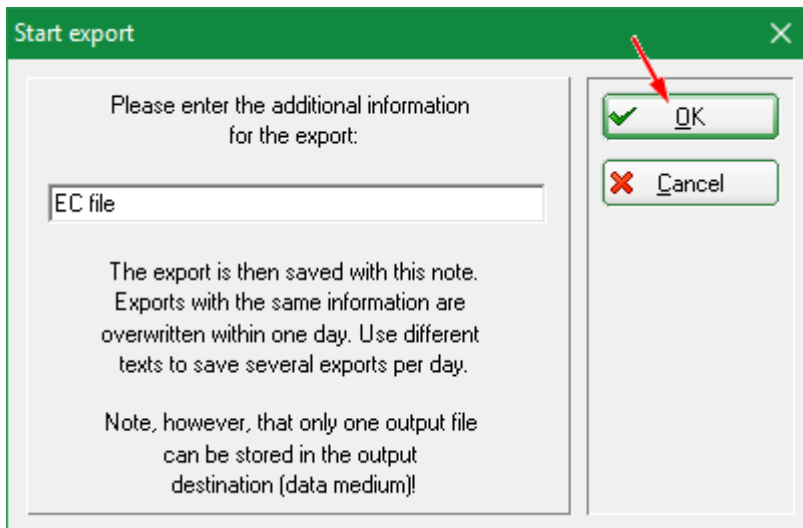 Start export
Please enter the additional information
for the export:
EC file
The export is then saved with this note.
Exports with the same information are
overwritten within one day. Use different
texts to save several exports per day.
Note, however, that only one output file
can be stored in the output
destination (data medium)!
OK
Cancel